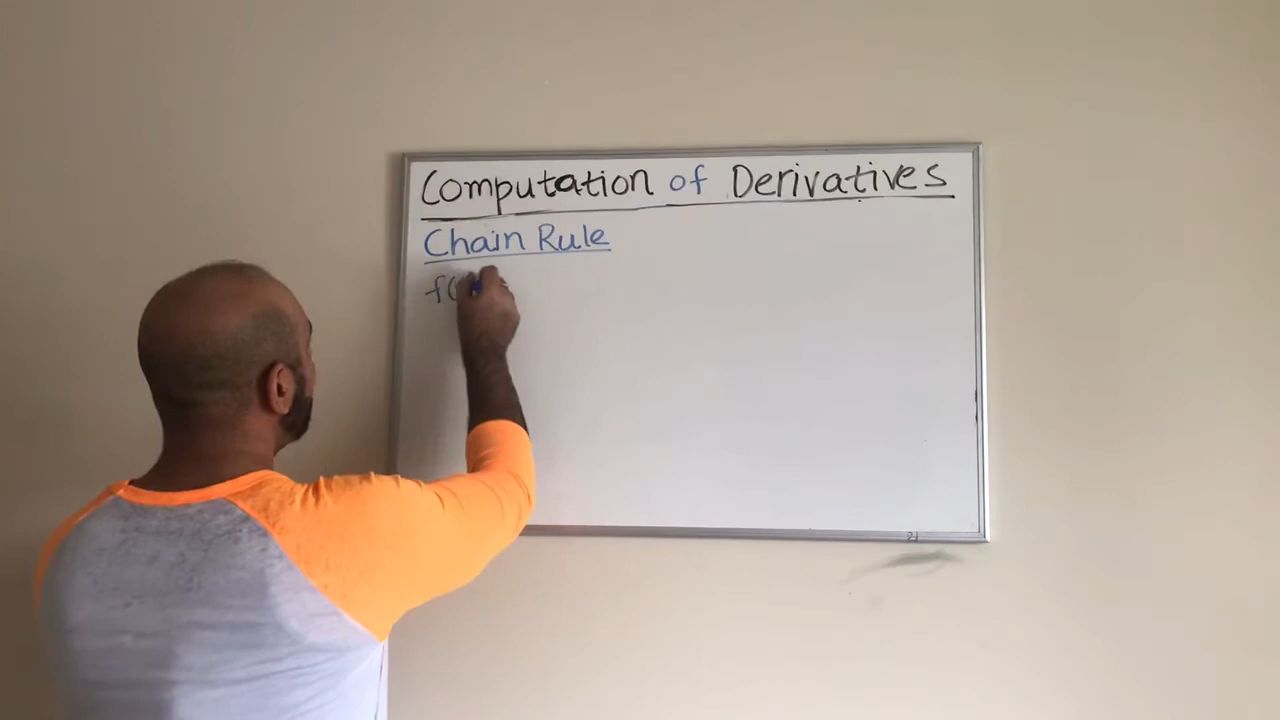 Computation of Derivatives
Chain Rule
f(